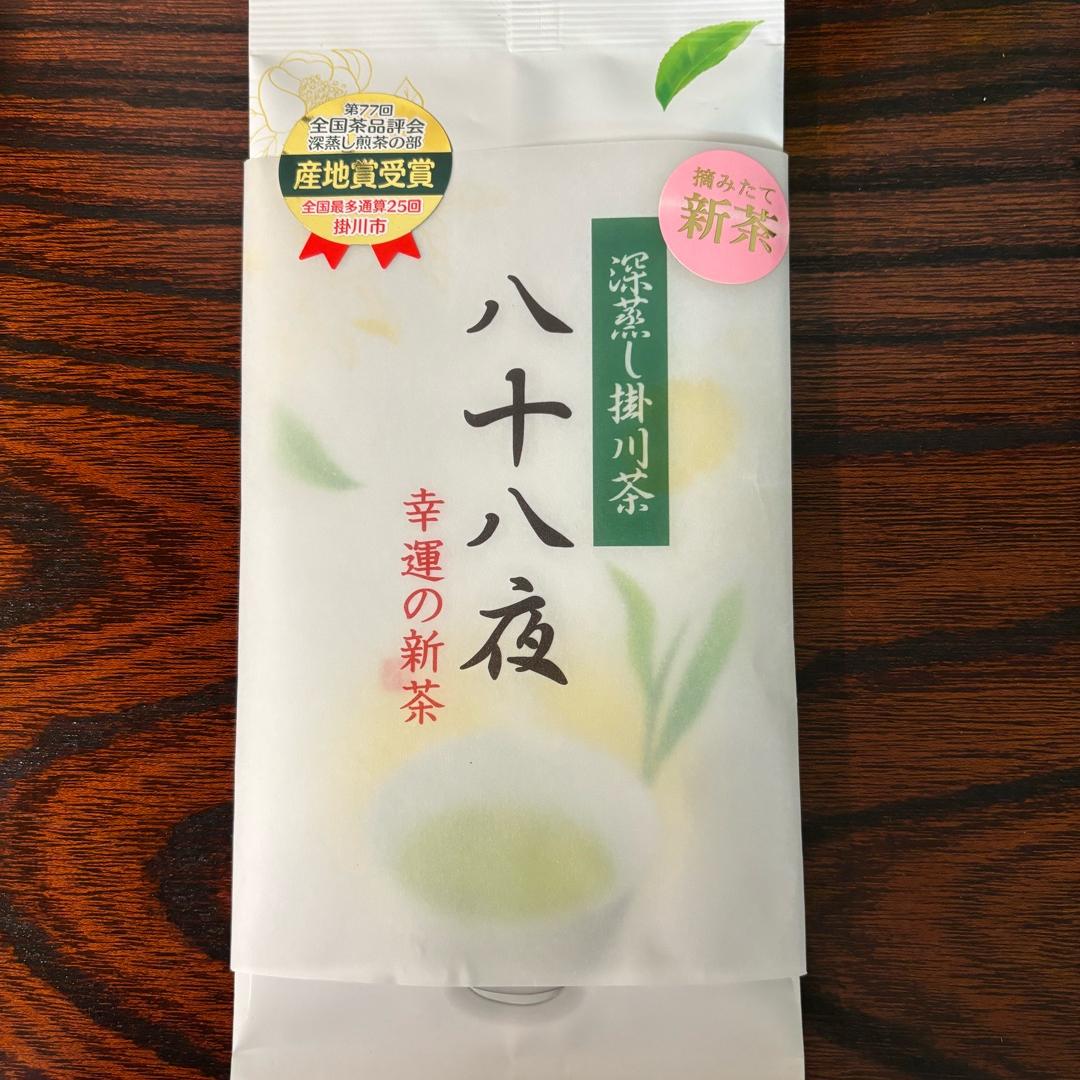 第77回
全国茶品評会
深蒸し煎茶の部
産地賞受賞
全国最多通算25回
掛川市
摘みたて
新茶
深蒸し掛川茶
八十八夜
幸運の新茶